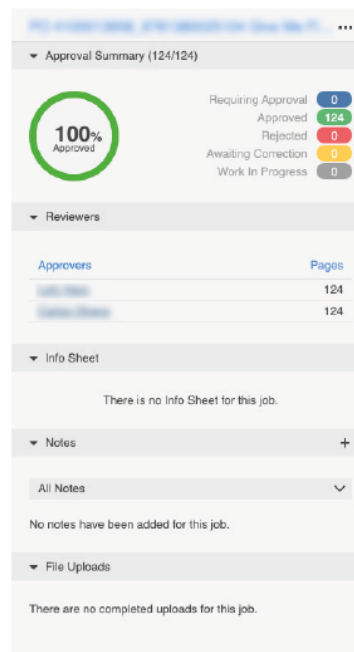 ...
Approval Summary (124/124)
100%
Approved
Requiring Approval 0
Approved 124
Rejected 0
Awaiting Correction 0
Work In Progress 0
Reviewers
Approvers Pages
124
124
Info Sheet
There is no Info Sheet for this job.
Notes +
All Notes
No notes have been added for this job.
File Uploads
There are no completed uploads for this job.